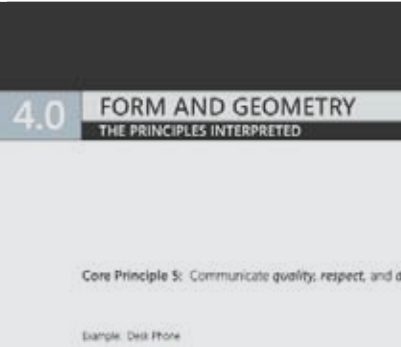 4.0
FORM AND GEOMETRY
THE PRINCIPLES INTERPRETED
Core Principle 5: Communicate quality, respect, and
Example: Desk Phone